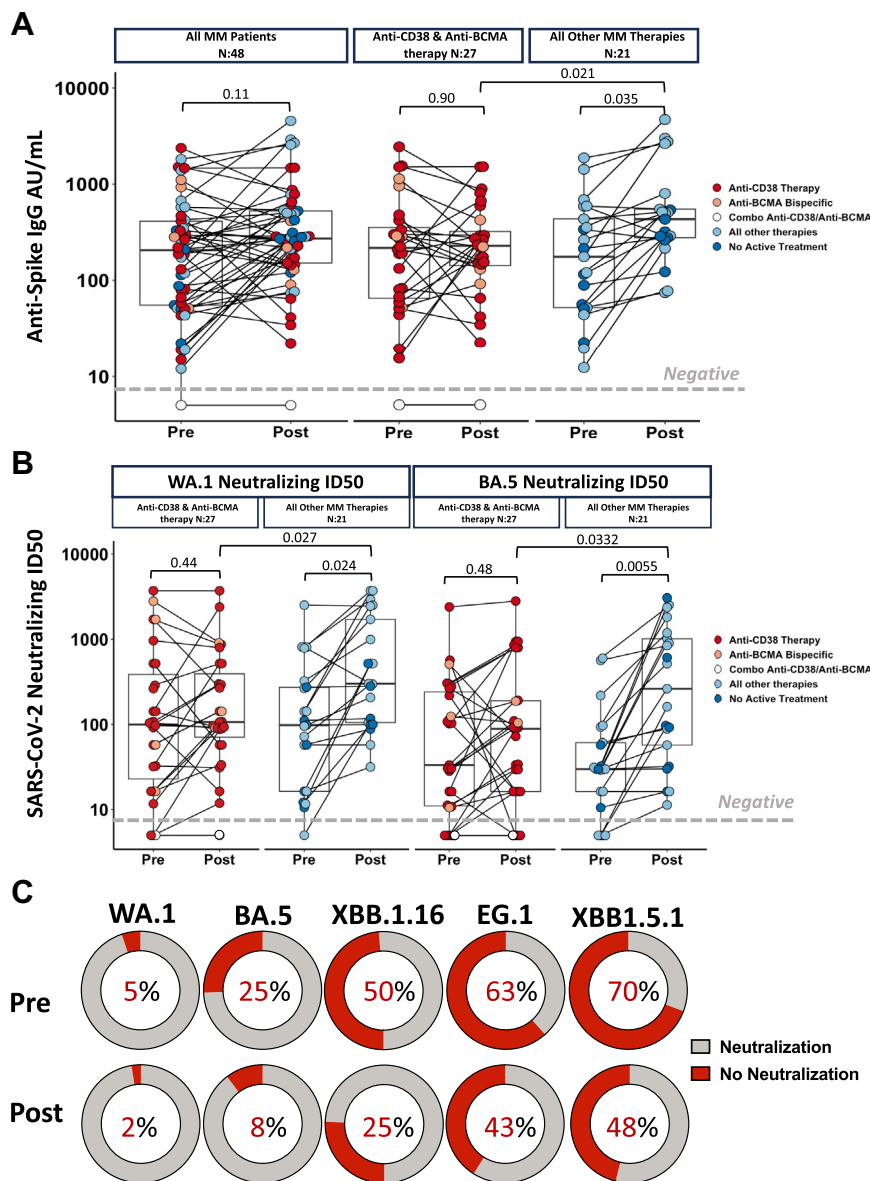 A
All MM Patients
N:48
Anti-CD38 & Anti-BCMA
therapy N:27
All Other MM Therapies
N:21
Anti-Spike IgG AU/mL
10000
1000
100
10
0.11
0.90
0.021
0.035
Negative
Pre
Post
Pre
Post
Pre
Post
Anti-CD38 Therapy
Anti-BCMA Bispecific
Combo Anti-CD38/Anti-BCMA
All other therapies
No Active Treatment
B
WA.1 Neutralizing ID50
BA.5 Neutralizing ID50
Anti-CD38 & Anti-BCMA
therapy N:27
All Other MM Therapies
N:21
Anti-CD38 & Anti-BCMA
therapy N:27
All Other MM Therapies
N:21
SARS-CoV-2 Neutralizing ID50
10000
1000
100
10
0.44
0.027
0.024
0.48
0.0332
0.0055
Negative
Pre
Post
Pre
Post
Pre
Post
Pre
Post
Anti-CD38 Therapy
Anti-BCMA Bispecific
Combo Anti-CD38/Anti-BCMA
All other therapies
No Active Treatment
C
WA.1
BA.5
XBB.1.16
EG.1
XBB1.5.1
Pre
5%
25%
50%
63%
70%
Post
2%
8%
25%
43%
48%
Neutralization
No Neutralization